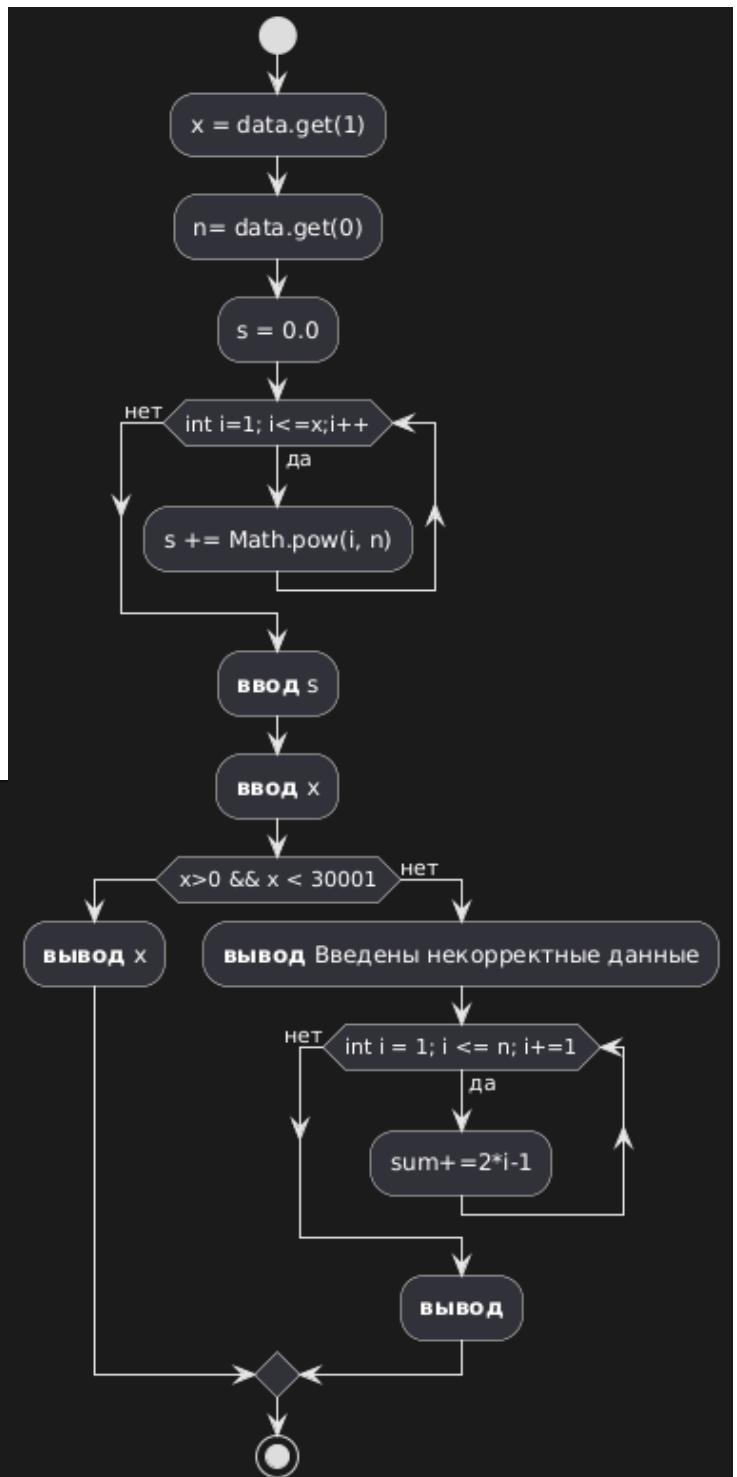 x = data.get(1)
n= data.get(0)
s = 0.0
нет
int i=1; i<=x;i++
да
s += Math.pow(i, n)
ввод s
ввод x
x>0 && x < 30001
нет
вывод x
вывод Введены некорректные данные
нет
int i = 1; i <= n; i+=1
да
sum+=2*i-1
вывод